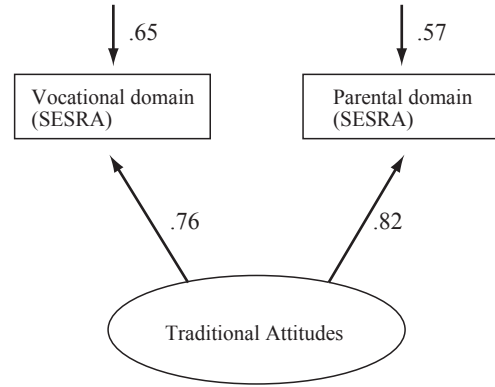 .65
.57
Vocational domain
(SESRA)
Parental domain
(SESRA)
.76
.82
Traditional Attitudes